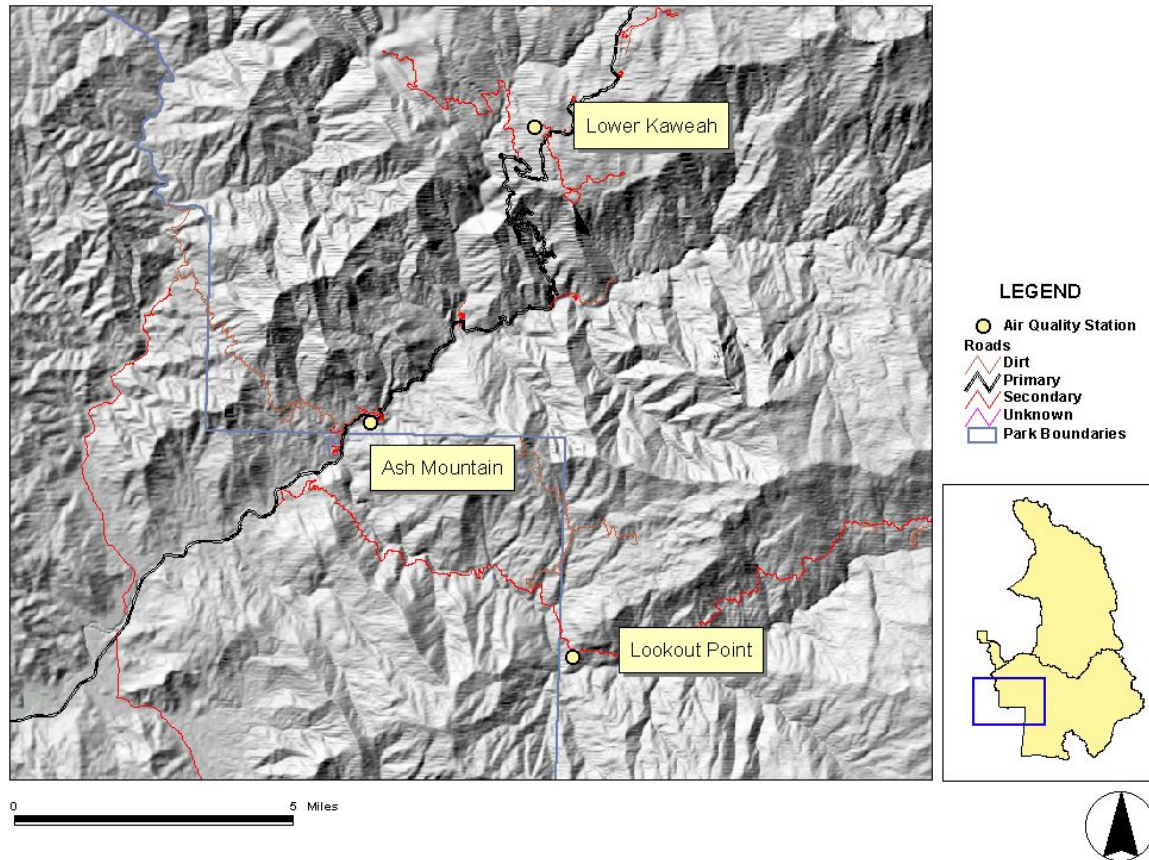 Lower Kaweah
Ash Mountain
Lookout Point
LEGEND
Air Quality Station
Roads
Dirt
Primary
Secondary
Unknown
Park Boundaries
0 5 Miles